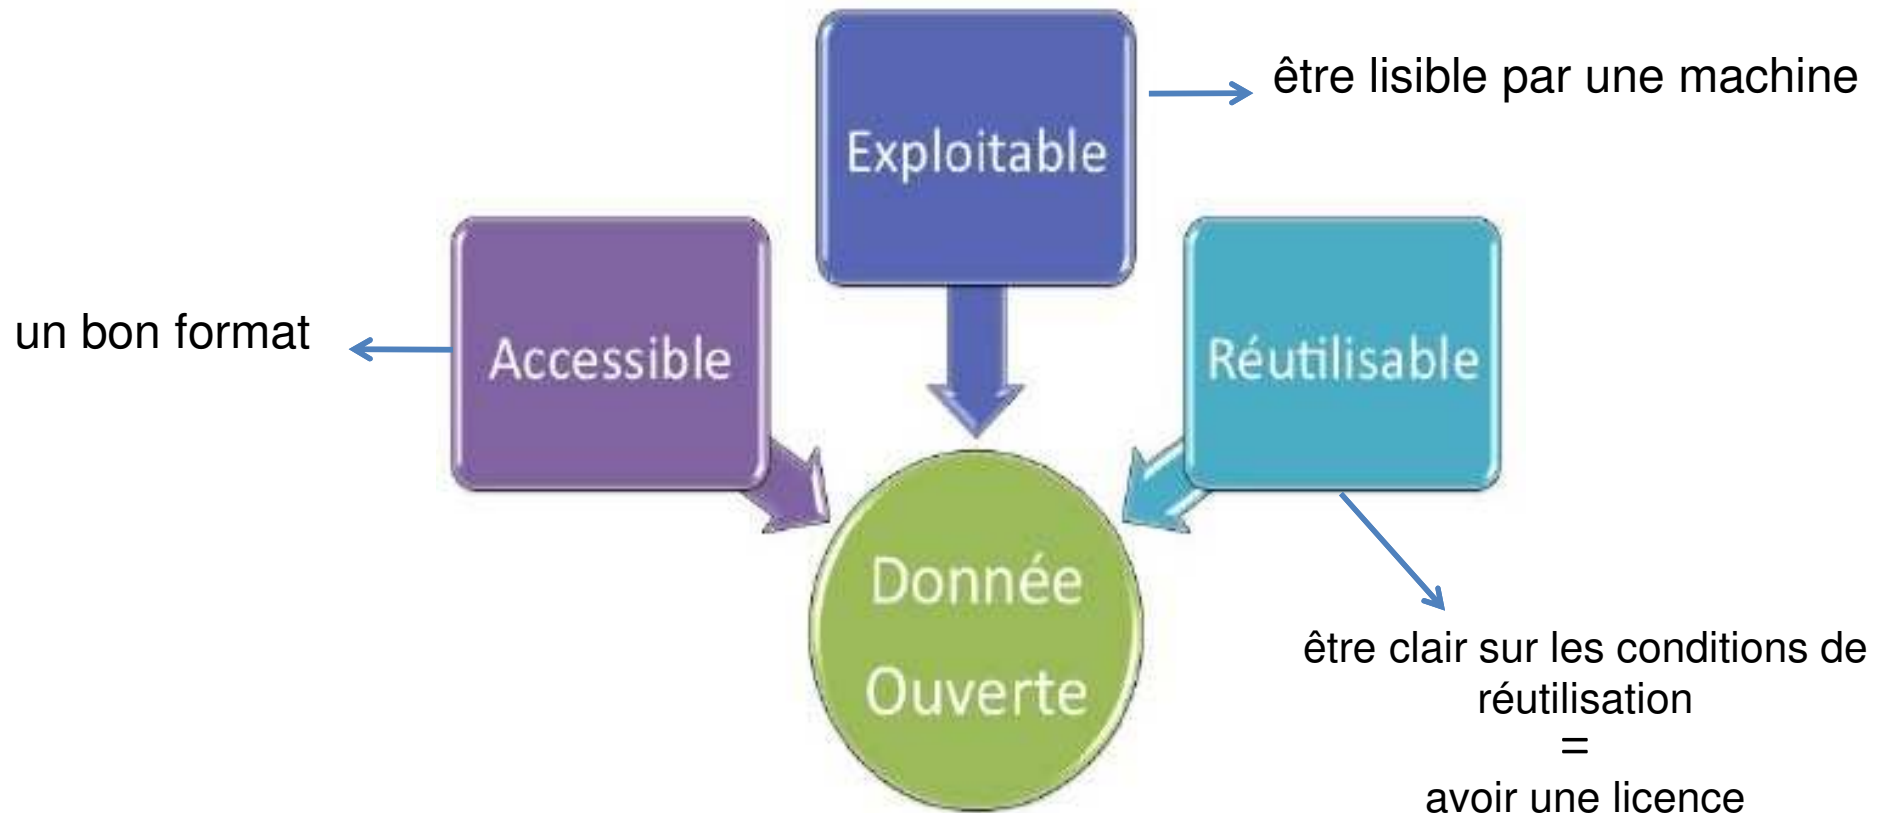 Exploitable
être lisible par une machine
un bon format
Accessible
Réutilisable
Donnée
Ouverte
être clair sur les conditions de
réutilisation
=
avoir une licence